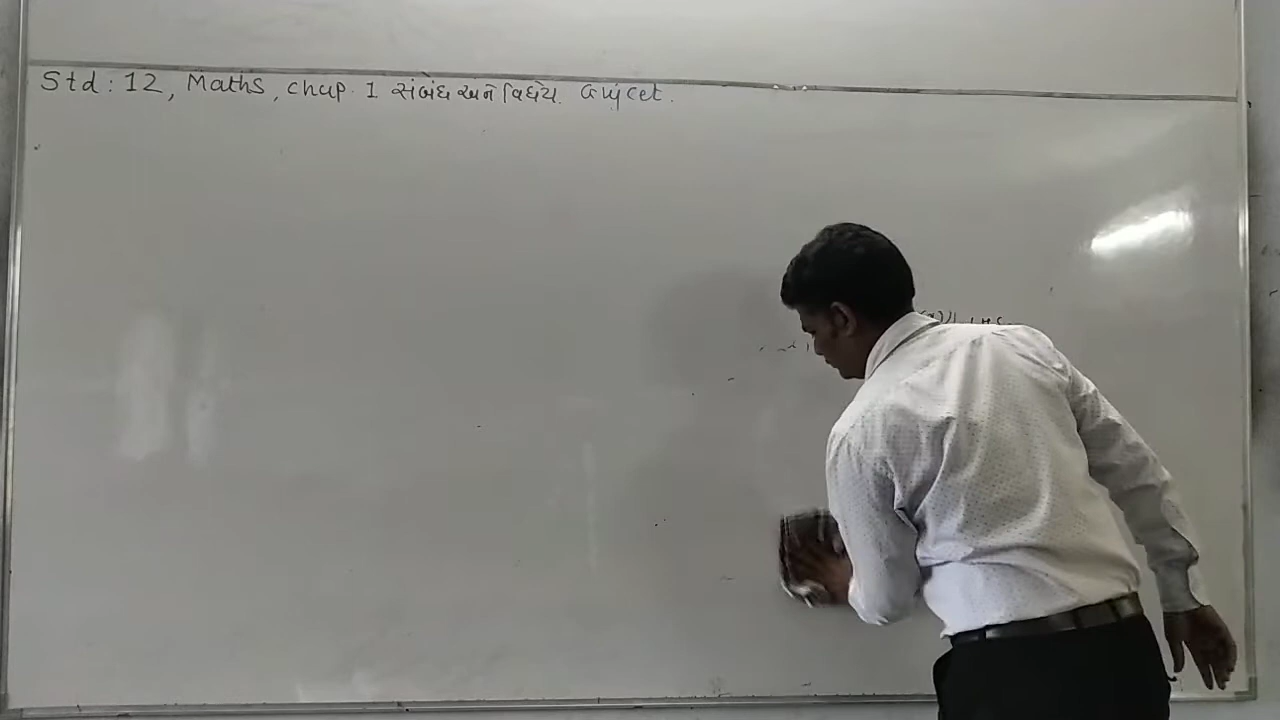 Std : 12, Maths, chap. 1 સંબંધ અને વિધેય. Gujcet.